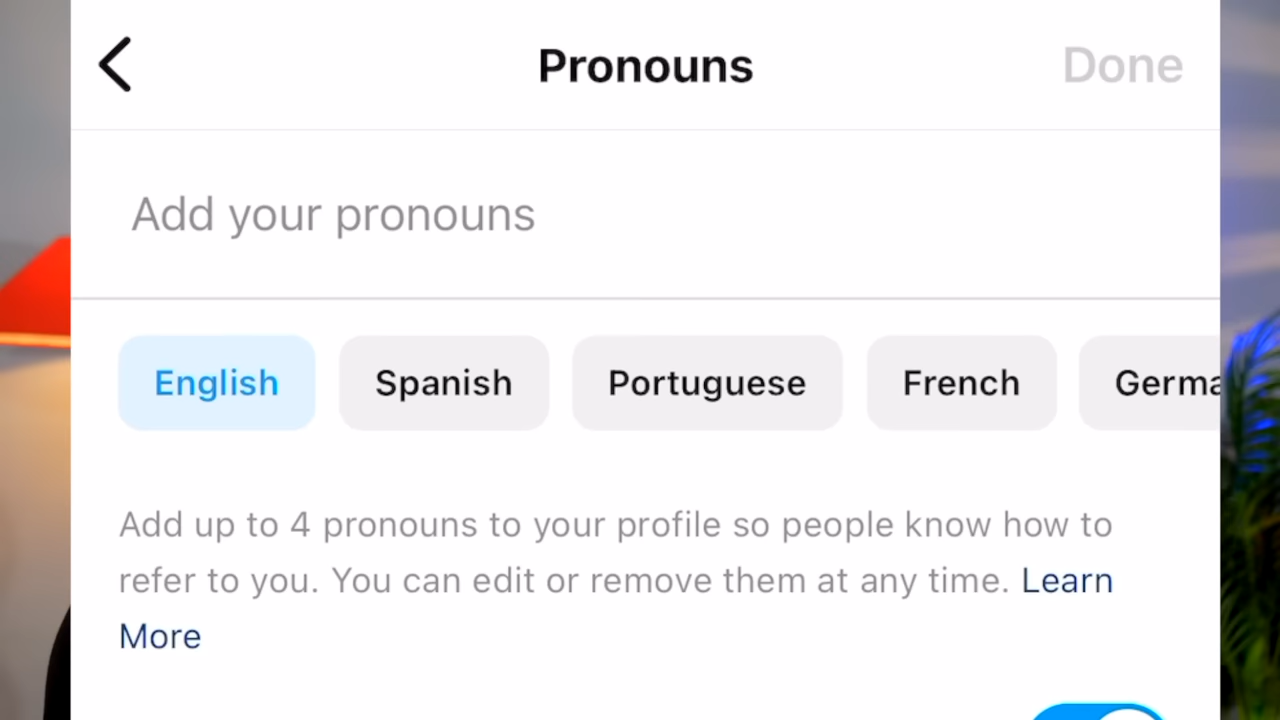 Pronouns
Done
Add your pronouns
English
Spanish
Portuguese
French
Germa
Add up to 4 pronouns to your profile so people know how to
refer to you. You can edit or remove them at any time. Learn
More